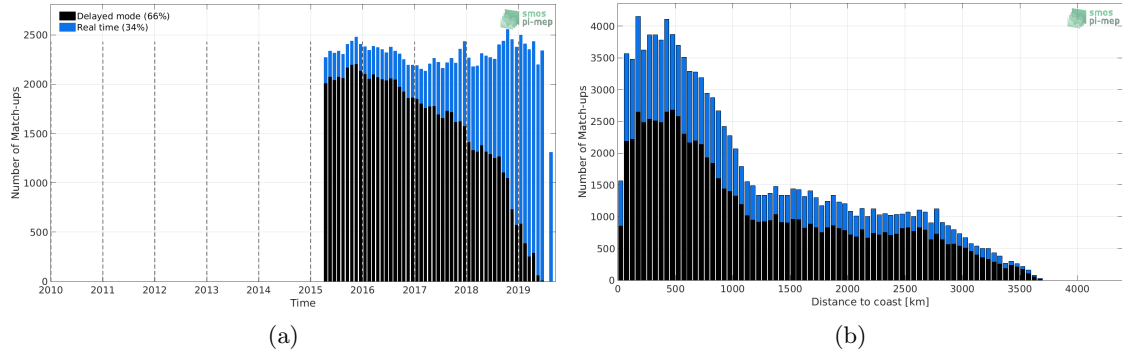 Delayed mode (66%)
Real time (34%)
smos
pi-mep
Number of Match-ups
2500
2000
1500
1000
500
0
2010 2011 2012 2013 2014 2015 2016 2017 2018 2019
Time
(a)
smos
pi-mep
Number of Match-ups
4000
3500
3000
2500
2000
1500
1000
500
0
0 500 1000 1500 2000 2500 3000 3500 4000
Distance to coast [km]
(b)